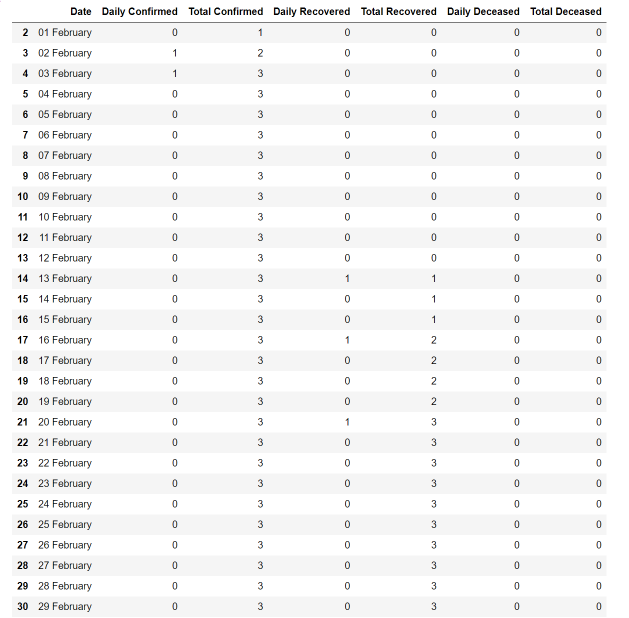 Date Daily Confirmed Total Confirmed Daily Recovered Total Recovered Daily Deceased Total Deceased
2 01 February 0 1 0 0 0 0
3 02 February 1 2 0 0 0 0
4 03 February 1 3 0 0 0 0
5 04 February 0 3 0 0 0 0
6 05 February 0 3 0 0 0 0
7 06 February 0 3 0 0 0 0
8 07 February 0 3 0 0 0 0
9 08 February 0 3 0 0 0 0
10 09 February 0 3 0 0 0 0
11 10 February 0 3 0 0 0 0
12 11 February 0 3 0 0 0 0
13 12 February 0 3 0 0 0 0
14 13 February 0 3 1 1 0 0
15 14 February 0 3 0 1 0 0
16 15 February 0 3 0 1 0 0
17 16 February 0 3 1 2 0 0
18 17 February 0 3 0 2 0 0
19 18 February 0 3 0 2 0 0
20 19 February 0 3 0 2 0 0
21 20 February 0 3 1 3 0 0
22 21 February 0 3 0 3 0 0
23 22 February 0 3 0 3 0 0
24 23 February 0 3 0 3 0 0
25 24 February 0 3 0 3 0 0
26 25 February 0 3 0 3 0 0
27 26 February 0 3 0 3 0 0
28 27 February 0 3 0 3 0 0
29 28 February 0 3 0 3 0 0
30 29 February 0 3 0 3 0 0